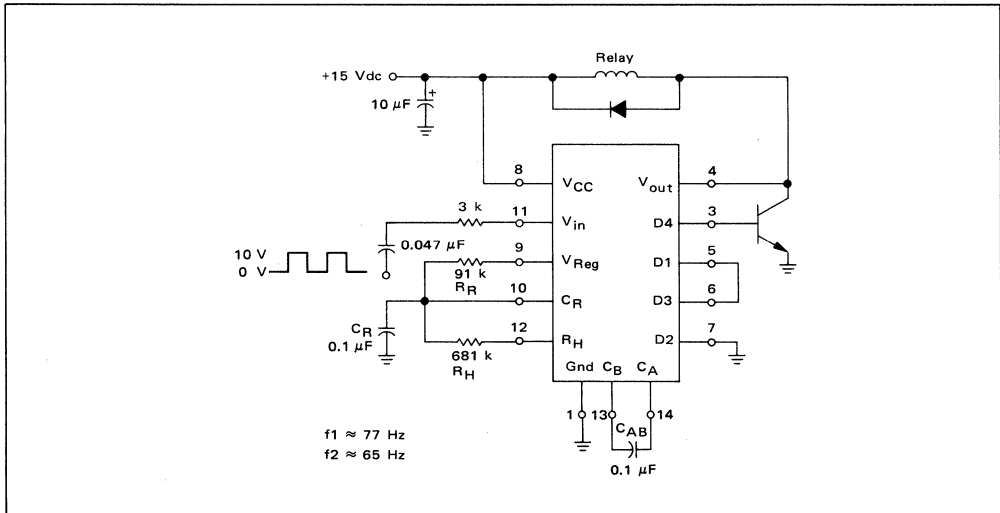 Relay
+15 Vdc
+
10 µF
8
4
VCC
Vout
3 k
11
3
Vin
D4
0.047 µF
10 V
0 V
9
5
VReg
D1
91 k
RR
10
6
CR
D3
CR
0.1 µF
12
7
RH
D2
681 k
RH
Gnd CB CA
1 13 14
CAB
0.1 µF
f1 ≈ 77 Hz
f2 ≈ 65 Hz